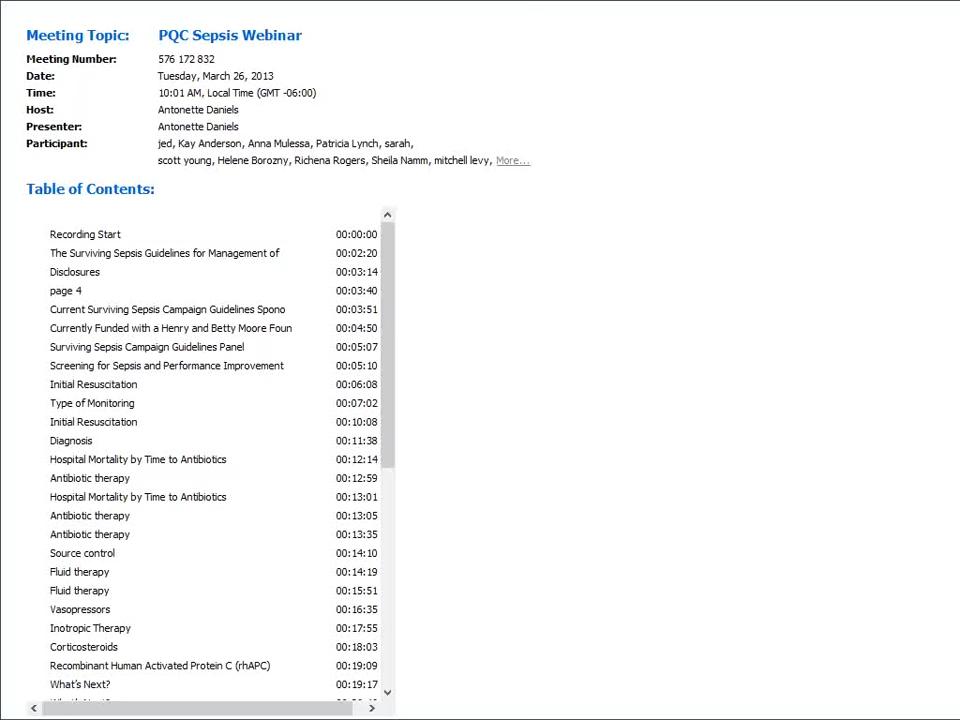 Meeting Topic: PQC Sepsis Webinar
Meeting Number: 576 172 832
Date: Tuesday, March 26, 2013
Time: 10:01 AM, Local Time (GMT -06:00)
Host: Antonette Daniels
Presenter: Antonette Daniels
Participant: jed, Kay Anderson, Anna Mulessa, Patricia Lynch, sarah,
scott young, Helene Borozny, Richena Rogers, Sheila Namm, mitchell levy, More...
Table of Contents:
Recording Start 00:00:00
The Surviving Sepsis Guidelines for Management of 00:02:20
Disclosures 00:03:14
page 4 00:03:40
Current Surviving Sepsis Campaign Guidelines Spono 00:03:51
Currently Funded with a Henry and Betty Moore Foun 00:04:50
Surviving Sepsis Campaign Guidelines Panel 00:05:07
Screening for Sepsis and Performance Improvement 00:05:10
Initial Resuscitation 00:06:08
Type of Monitoring 00:07:02
Initial Resuscitation 00:10:08
Diagnosis 00:11:38
Hospital Mortality by Time to Antibiotics 00:12:14
Antibiotic therapy 00:12:59
Hospital Mortality by Time to Antibiotics 00:13:01
Antibiotic therapy 00:13:05
Antibiotic therapy 00:13:35
Source control 00:14:10
Fluid therapy 00:14:19
Fluid therapy 00:15:51
Vasopressors 00:16:35
Inotropic Therapy 00:17:55
Corticosteroids 00:18:03
Recombinant Human Activated Protein C (rhAPC) 00:19:09
What's Next? 00:19:17